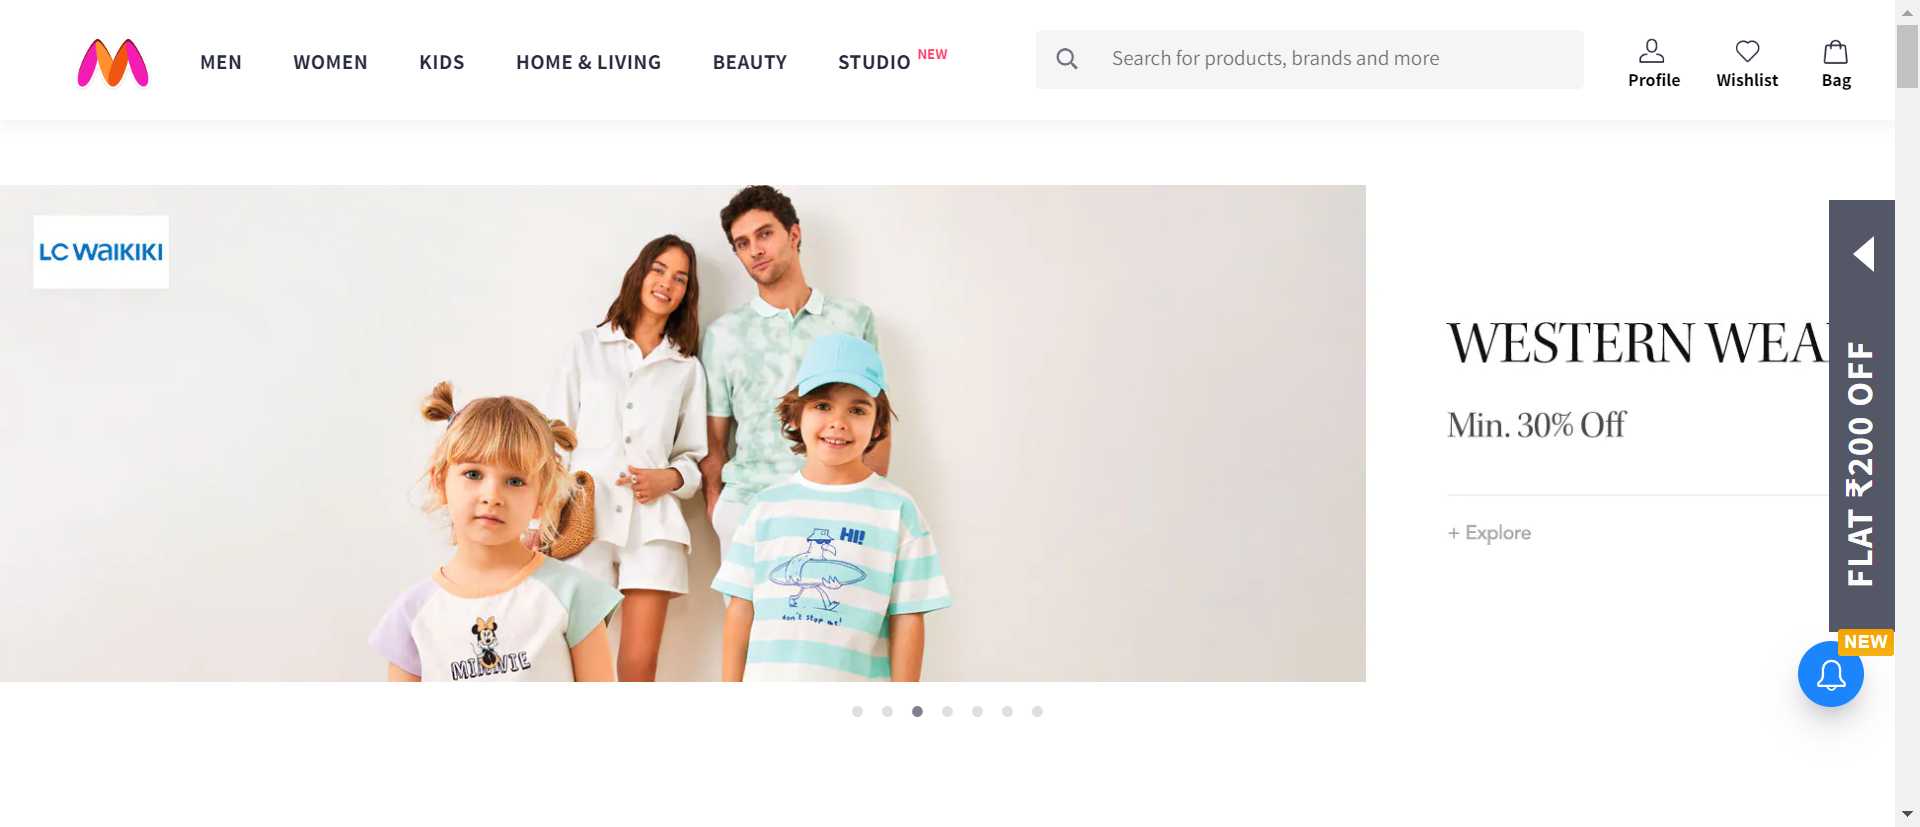 MEN
WOMEN
KIDS
HOME & LIVING
BEAUTY
STUDIO NEW
Search for products, brands and more
Profile
Wishlist
Bag
LC WAIKIKI
HI!
don't stop me!
MINNIE
WESTERN WEA
Min. 30% Off
+ Explore
FLAT ₹200 OFF
NEW